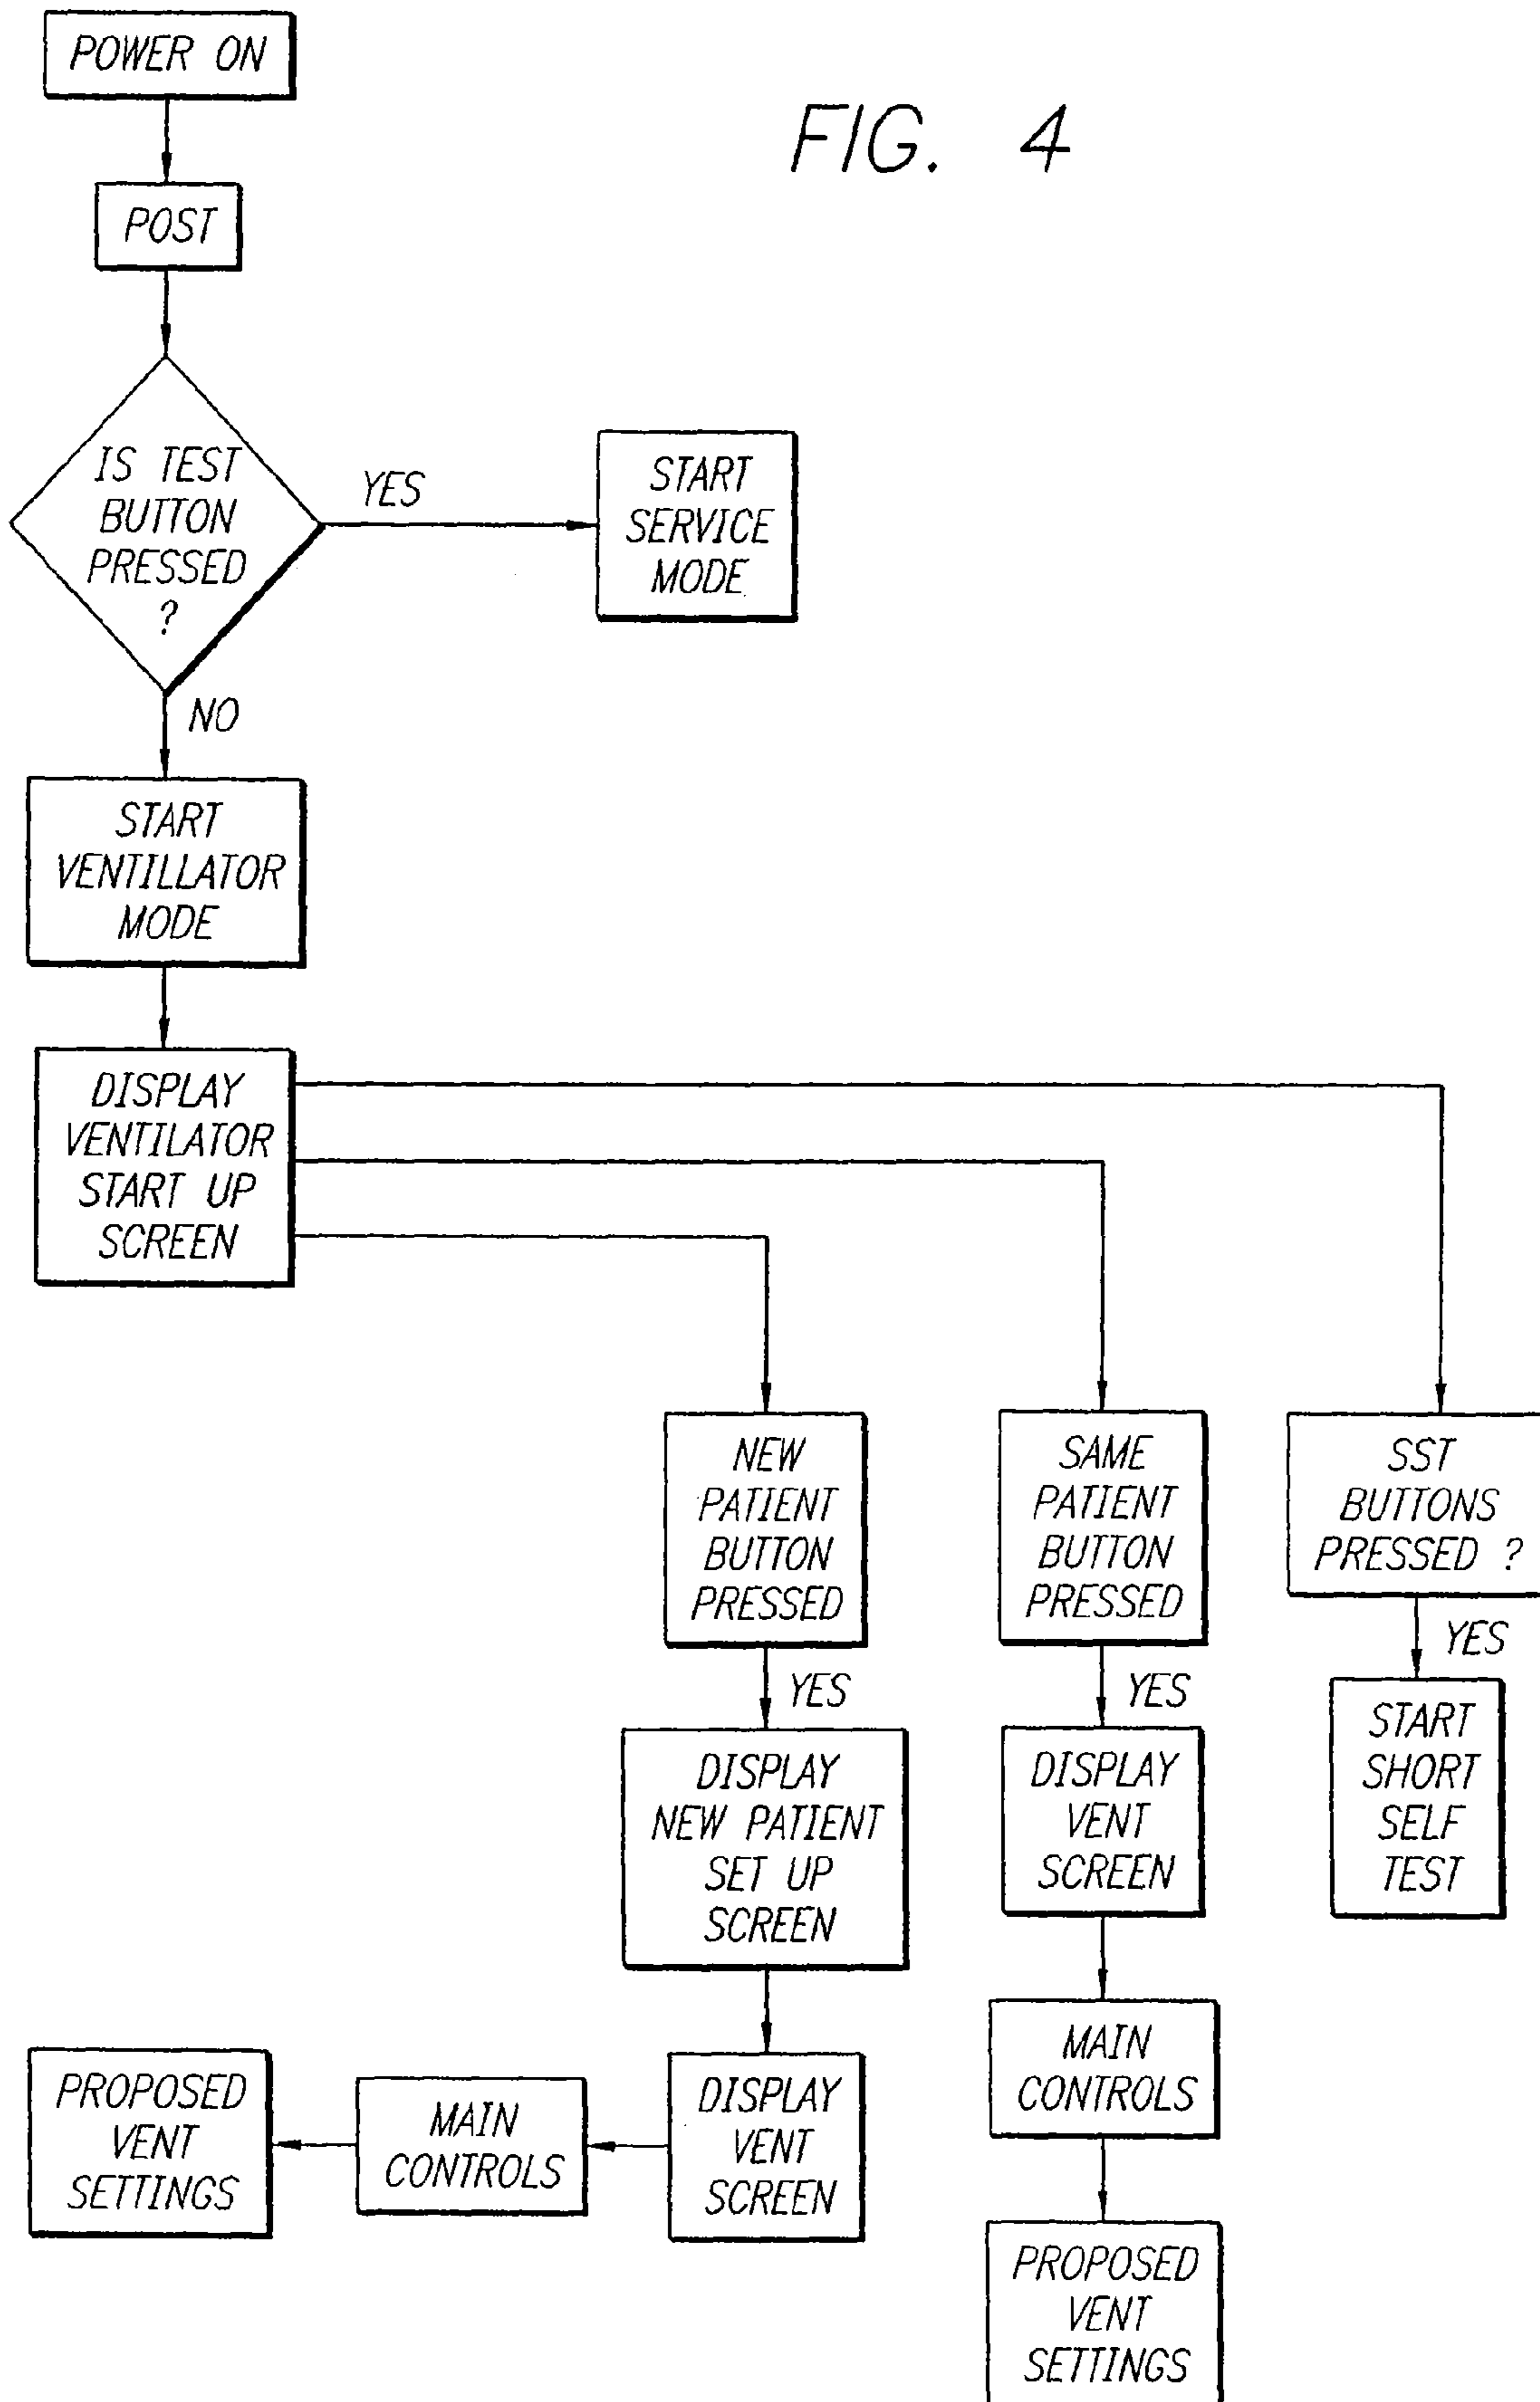 POWER ON
FIG. 4
POST
IS TEST
BUTTON
PRESSED
?
YES
START
SERVICE
MODE
NO
START
VENTILLATOR
MODE
DISPLAY
VENTILATOR
START UP
SCREEN
NEW
PATIENT
BUTTON
PRESSED
SAME
PATIENT
BUTTON
PRESSED
SST
BUTTONS
PRESSED ?
YES
YES
YES
DISPLAY
NEW PATIENT
SET UP
SCREEN
DISPLAY
VENT
SCREEN
START
SHORT
SELF
TEST
PROPOSED
VENT
SETTINGS
MAIN
CONTROLS
DISPLAY
VENT
SCREEN
MAIN
CONTROLS
PROPOSED
VENT
SETTINGS